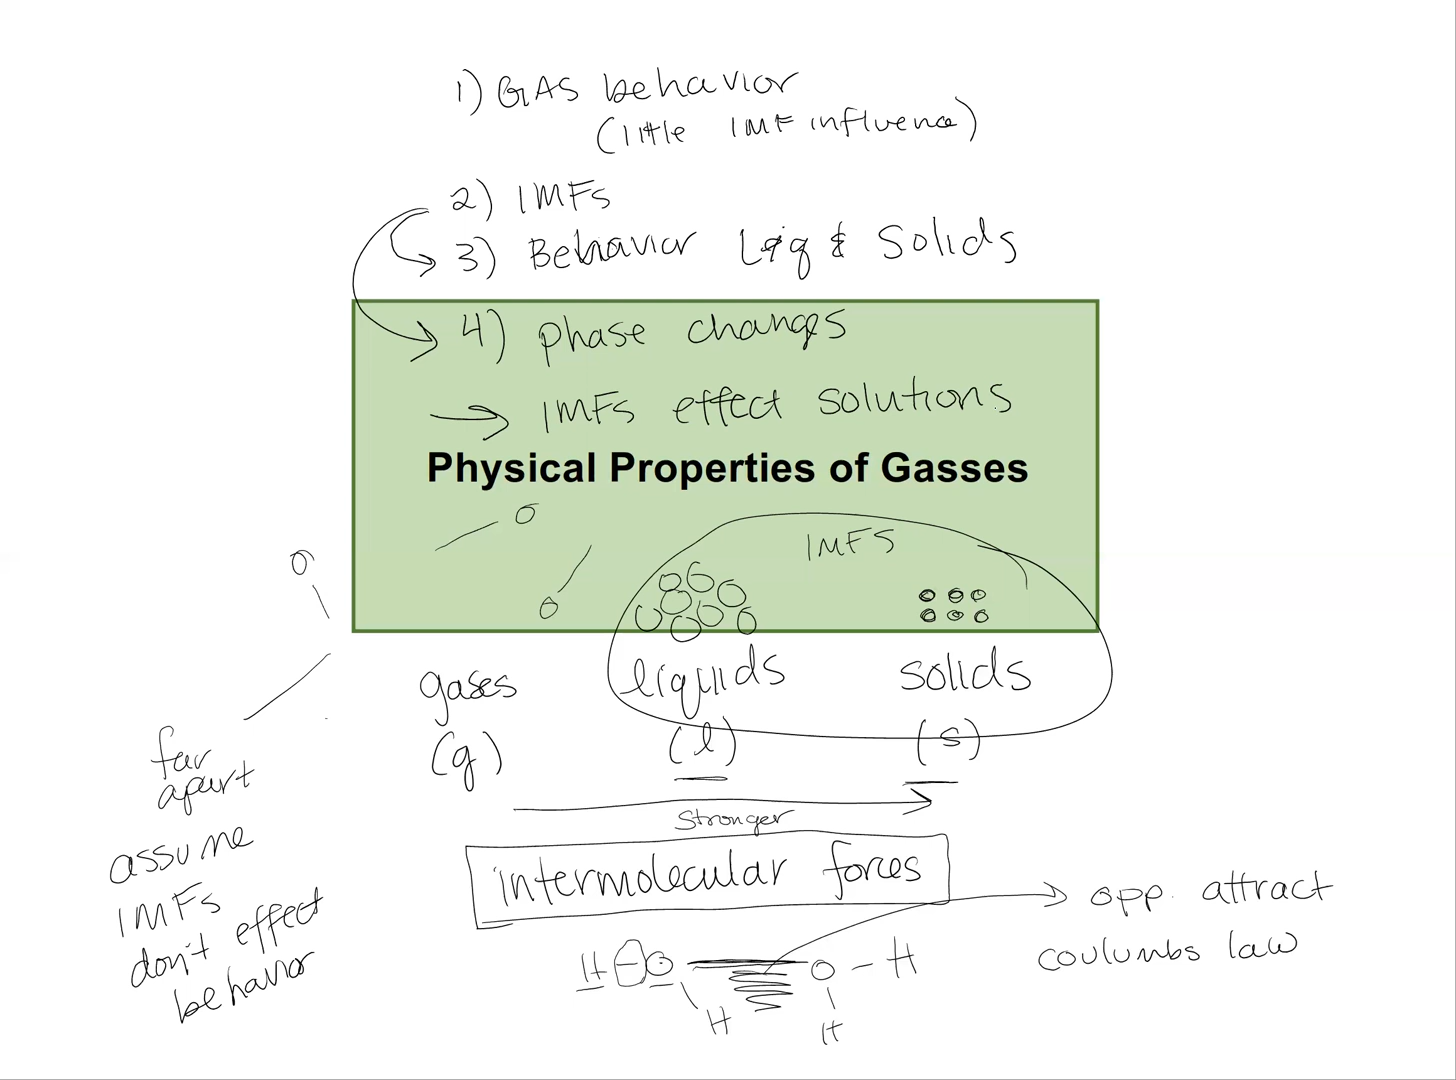 1) GAS behavior
(little IMF influence)
2) IMFs
3) Behavior Liq & Solids
4) phase changes
→ IMFs effect solutions
Physical Properties of Gasses
IMFS
gases
liquids
solids
(g)
(l)
(s)
far
apart
assume
IMFs
don't effect
behavior
stronger
intermolecular forces
opp. attract
coulumbs law
H - O
O - H
H
H